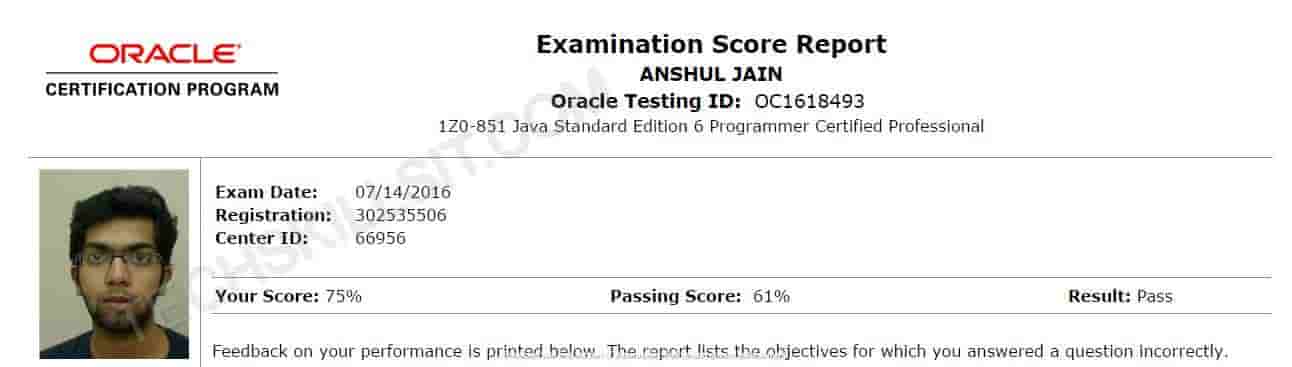 ORACLE
CERTIFICATION PROGRAM
Examination Score Report
ANSHUL JAIN
Oracle Testing ID: OC1618493
1Z0-851 Java Standard Edition 6 Programmer Certified Professional
Exam Date: 07/14/2016
Registration: 302535506
Center ID: 66956
Your Score: 75% Passing Score: 61% Result: Pass
Feedback on your performance is printed below. The report lists the objectives for which you answered a question incorrectly.
TECHSKILLSIT.COM